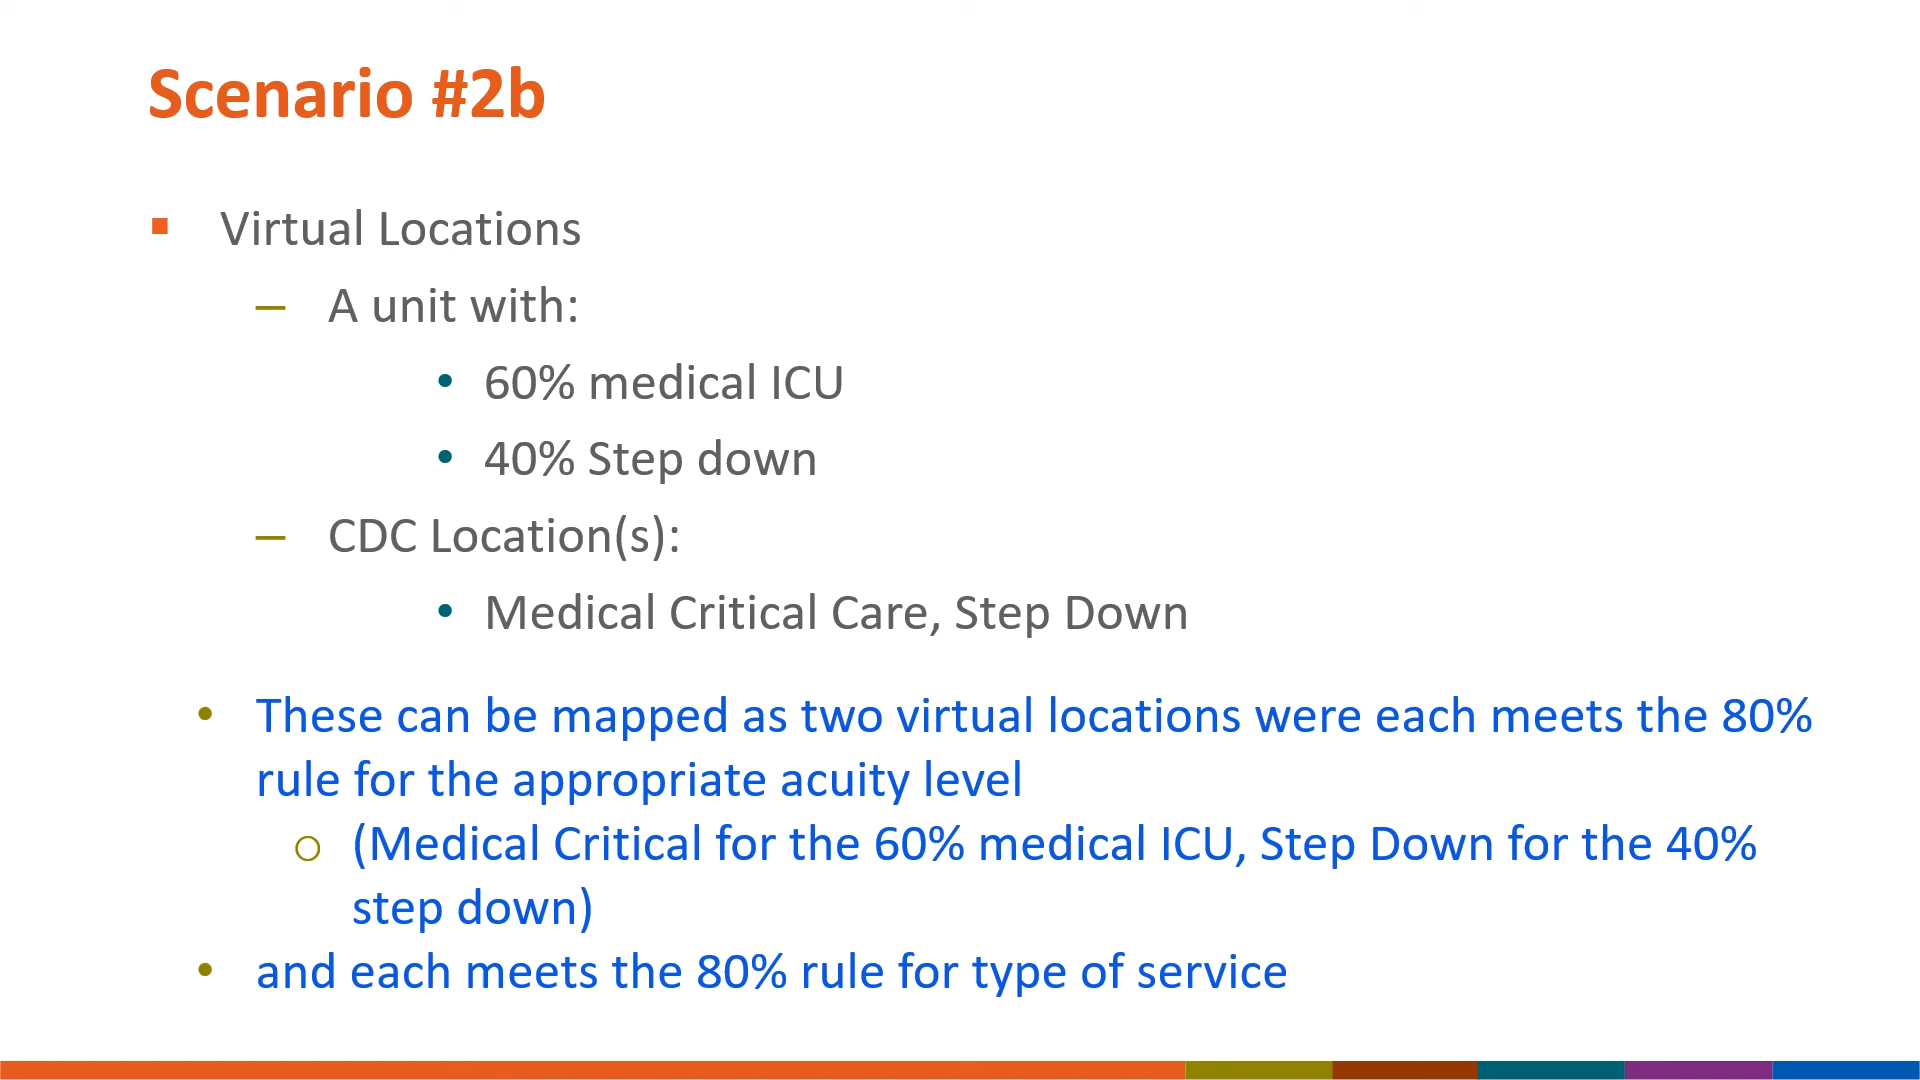 Scenario #2b
Virtual Locations
– A unit with:
• 60% medical ICU
• 40% Step down
– CDC Location(s):
• Medical Critical Care, Step Down
• These can be mapped as two virtual locations were each meets the 80%
rule for the appropriate acuity level
o (Medical Critical for the 60% medical ICU, Step Down for the 40%
step down)
• and each meets the 80% rule for type of service